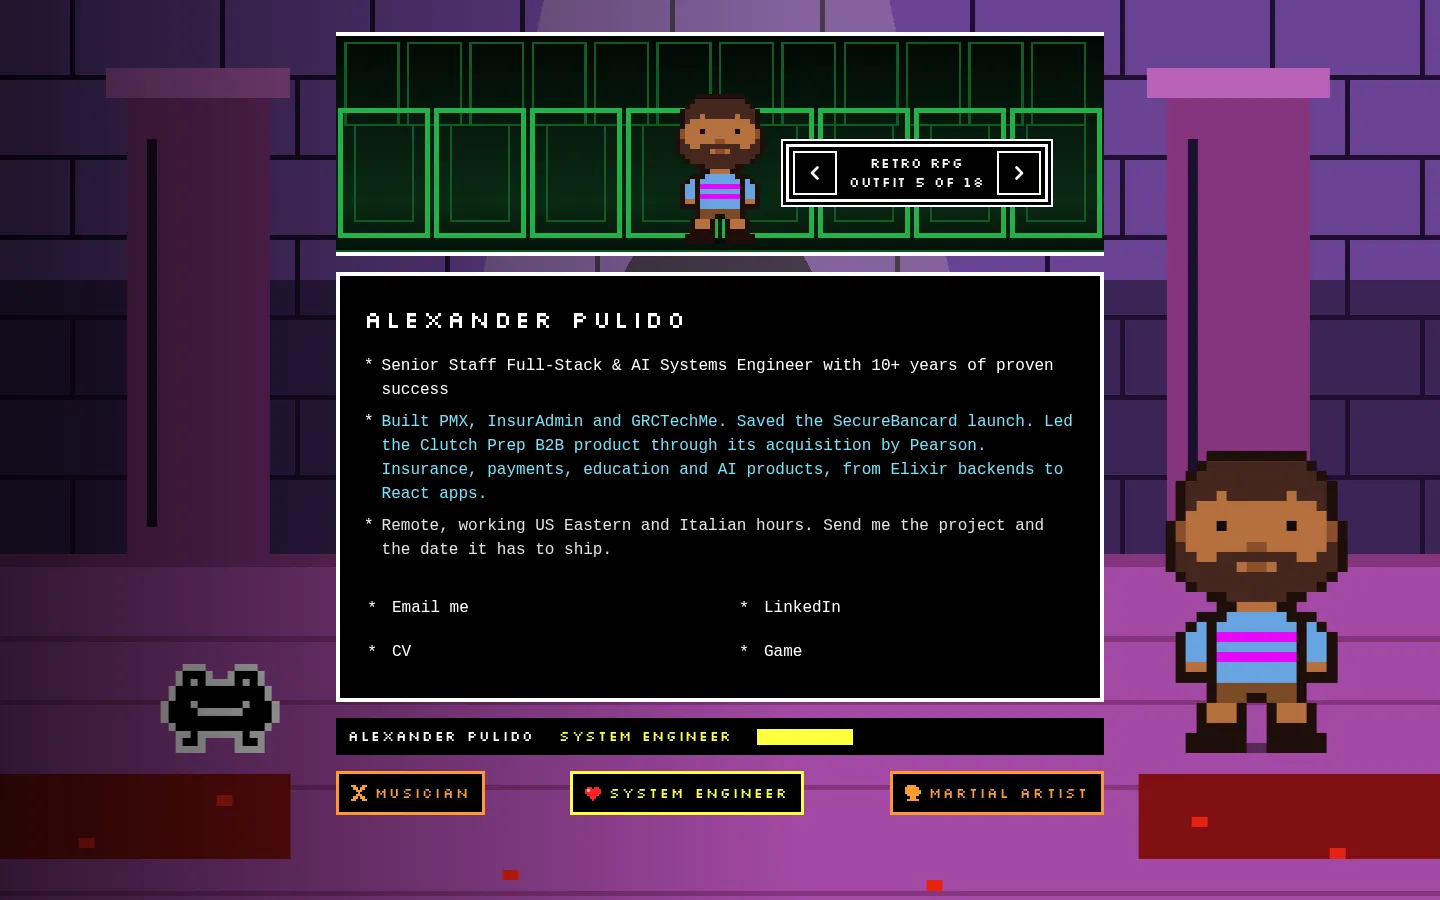 RETRO RPG
OUTFIT 5 OF 18
ALEXANDER PULIDO
* Senior Staff Full-Stack & AI Systems Engineer with 10+ years of proven
success
* Built PMX, InsurAdmin and GRCTechMe. Saved the SecureBancard launch. Led
the Clutch Prep B2B product through its acquisition by Pearson.
Insurance, payments, education and AI products, from Elixir backends to
React apps.
* Remote, working US Eastern and Italian hours. Send me the project and
the date it has to ship.
* Email me
* LinkedIn
* CV
* Game
ALEXANDER PULIDO SYSTEM ENGINEER
MUSICIAN
SYSTEM ENGINEER
MARTIAL ARTIST